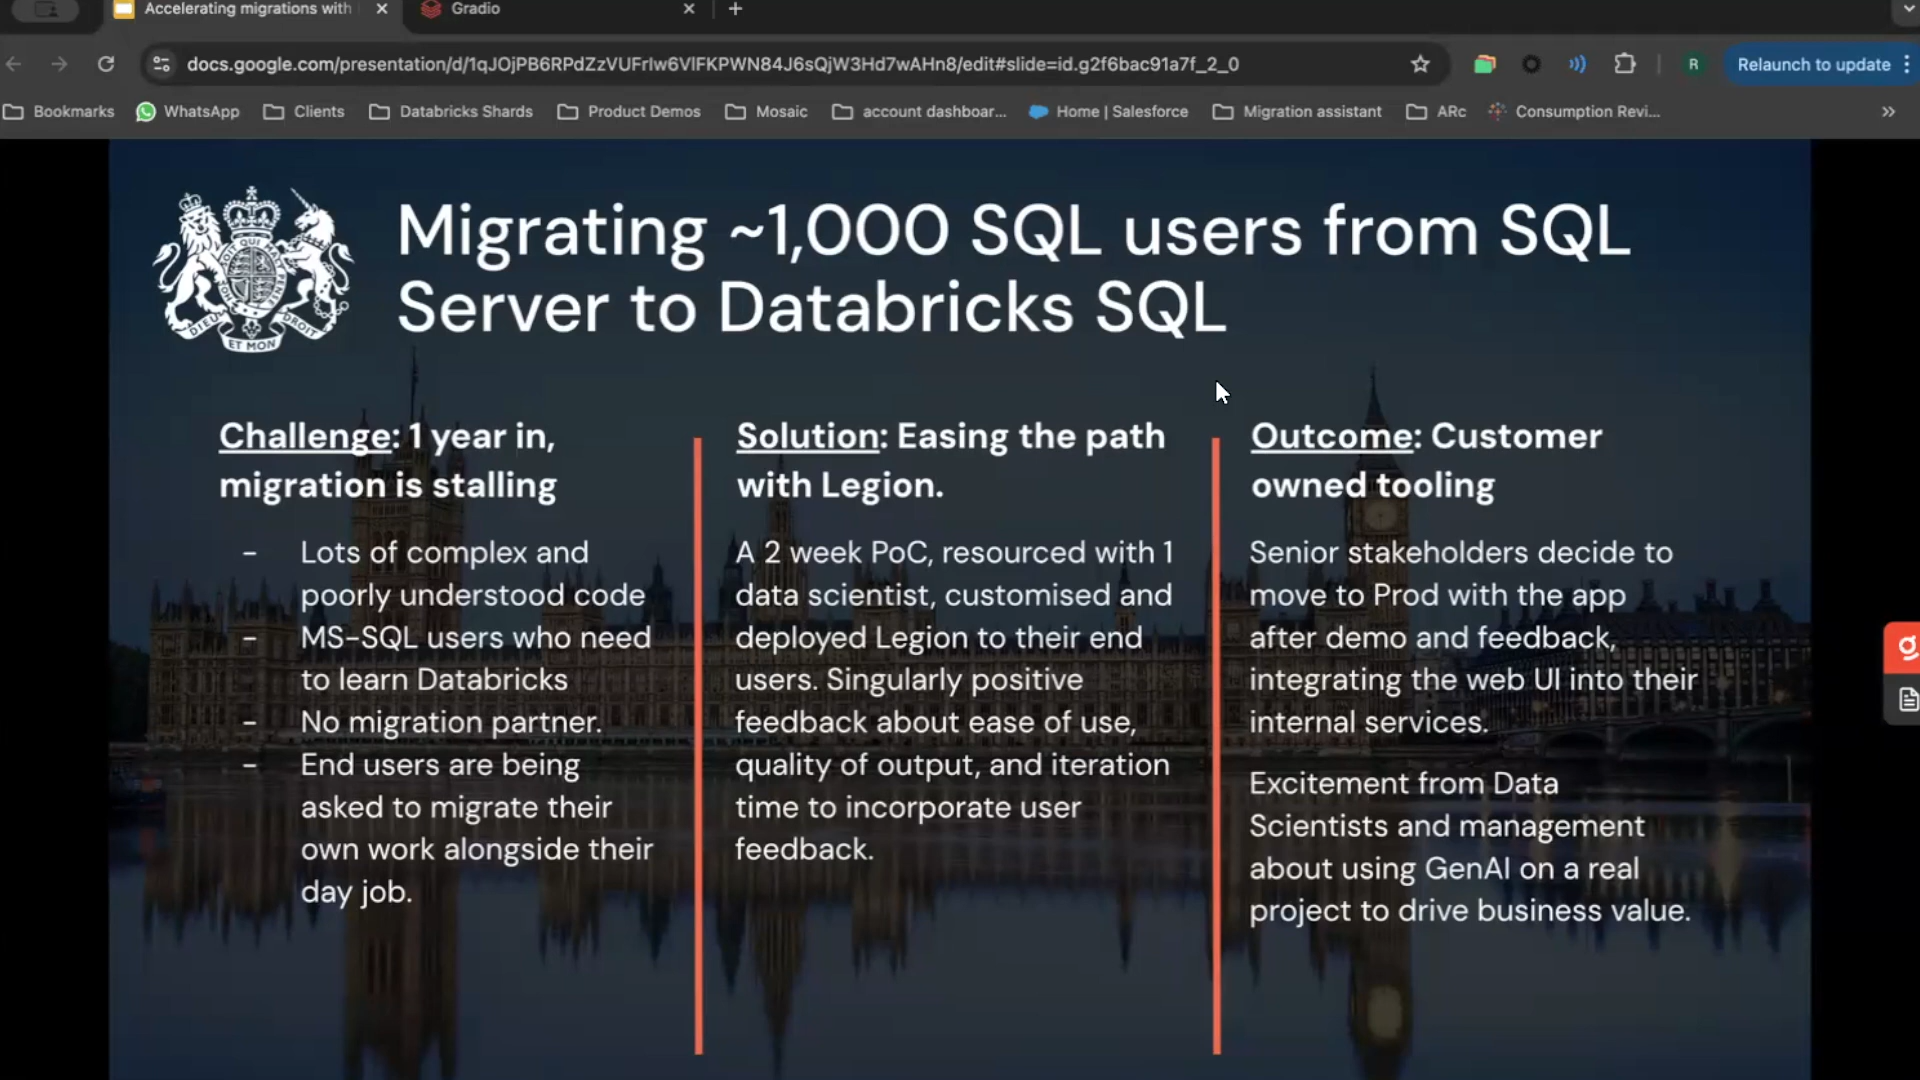 Accelerating migrations with
Gradio
docs.google.com/presentation/d/1qJOjPB6RPdZzVUFrIw6VlFKPWN84J6sQjW3Hd7wAHn8/edit#slide=id.g2f6bac91a7f_2_0
R
Relaunch to update
Bookmarks
WhatsApp
Clients
Databricks Shards
Product Demos
Mosaic
account dashboar...
Home | Salesforce
Migration assistant
ARc
Consumption Revi...
DIEU ET MON DROIT
Migrating ~1,000 SQL users from SQL
Server to Databricks SQL
Challenge: 1 year in,
migration is stalling
- Lots of complex and
poorly understood code
- MS-SQL users who need
to learn Databricks
- No migration partner.
- End users are being
asked to migrate their
own work alongside their
day job.
Solution: Easing the path
with Legion.
A 2 week PoC, resourced with 1
data scientist, customised and
deployed Legion to their end
users. Singularly positive
feedback about ease of use,
quality of output, and iteration
time to incorporate user
feedback.
Outcome: Customer
owned tooling
Senior stakeholders decide to
move to Prod with the app
after demo and feedback,
integrating the web UI into their
internal services.
Excitement from Data
Scientists and management
about using GenAI on a real
project to drive business value.